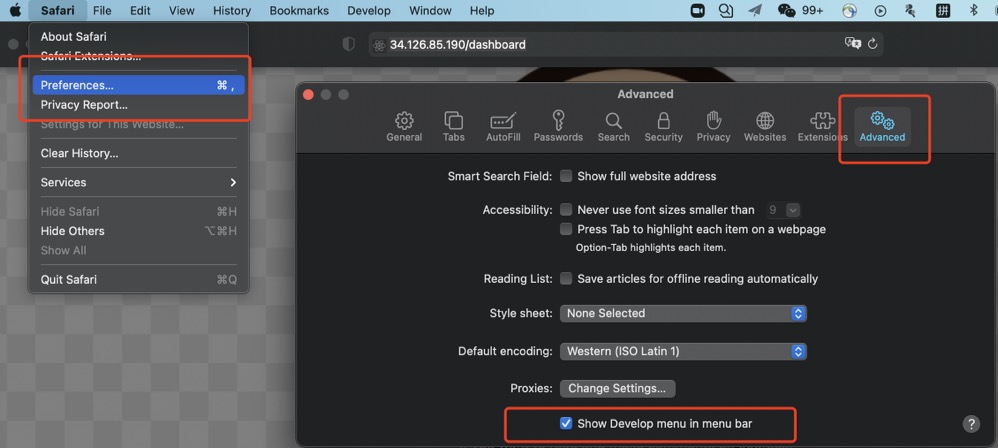 Safari File Edit View History Bookmarks Develop Window Help 99+ 拼
About Safari
Safari Extensions...
Preferences... ⌘ ,
Privacy Report...
Settings for This Website...
Clear History...
Services
Hide Safari ⌘H
Hide Others ⌥⌘H
Show All
Quit Safari ⌘Q
34.126.85.190/dashboard
Advanced
General Tabs AutoFill Passwords Search Security Privacy Websites Extensions Advanced
Smart Search Field: Show full website address
Accessibility: Never use font sizes smaller than 9
Press Tab to highlight each item on a webpage
Option-Tab highlights each item.
Reading List: Save articles for offline reading automatically
Style sheet: None Selected
Default encoding: Western (ISO Latin 1)
Proxies: Change Settings...
Show Develop menu in menu bar
?